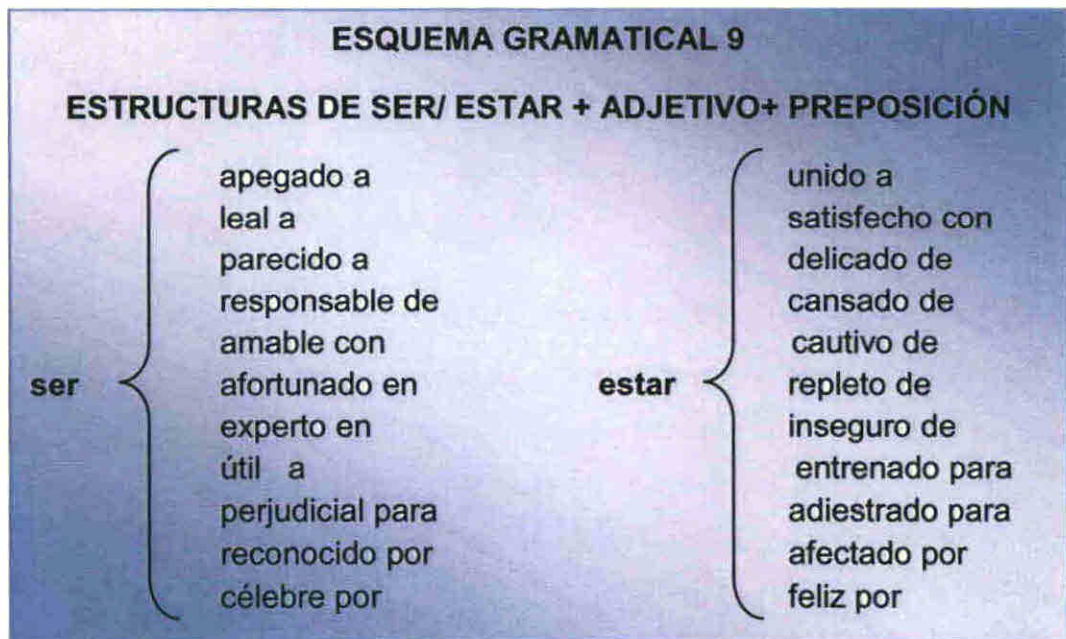 ESQUEMA GRAMATICAL 9
ESTRUCTURAS DE SER/ ESTAR + ADJETIVO+ PREPOSICIÓN
ser
apegado a
leal a
parecido a
responsable de
amable con
afortunado en
experto en
útil a
perjudicial para
reconocido por
célebre por
estar
unido a
satisfecho con
delicado de
cansado de
cautivo de
repleto de
inseguro de
entrenado para
adiestrado para
afectado por
feliz por